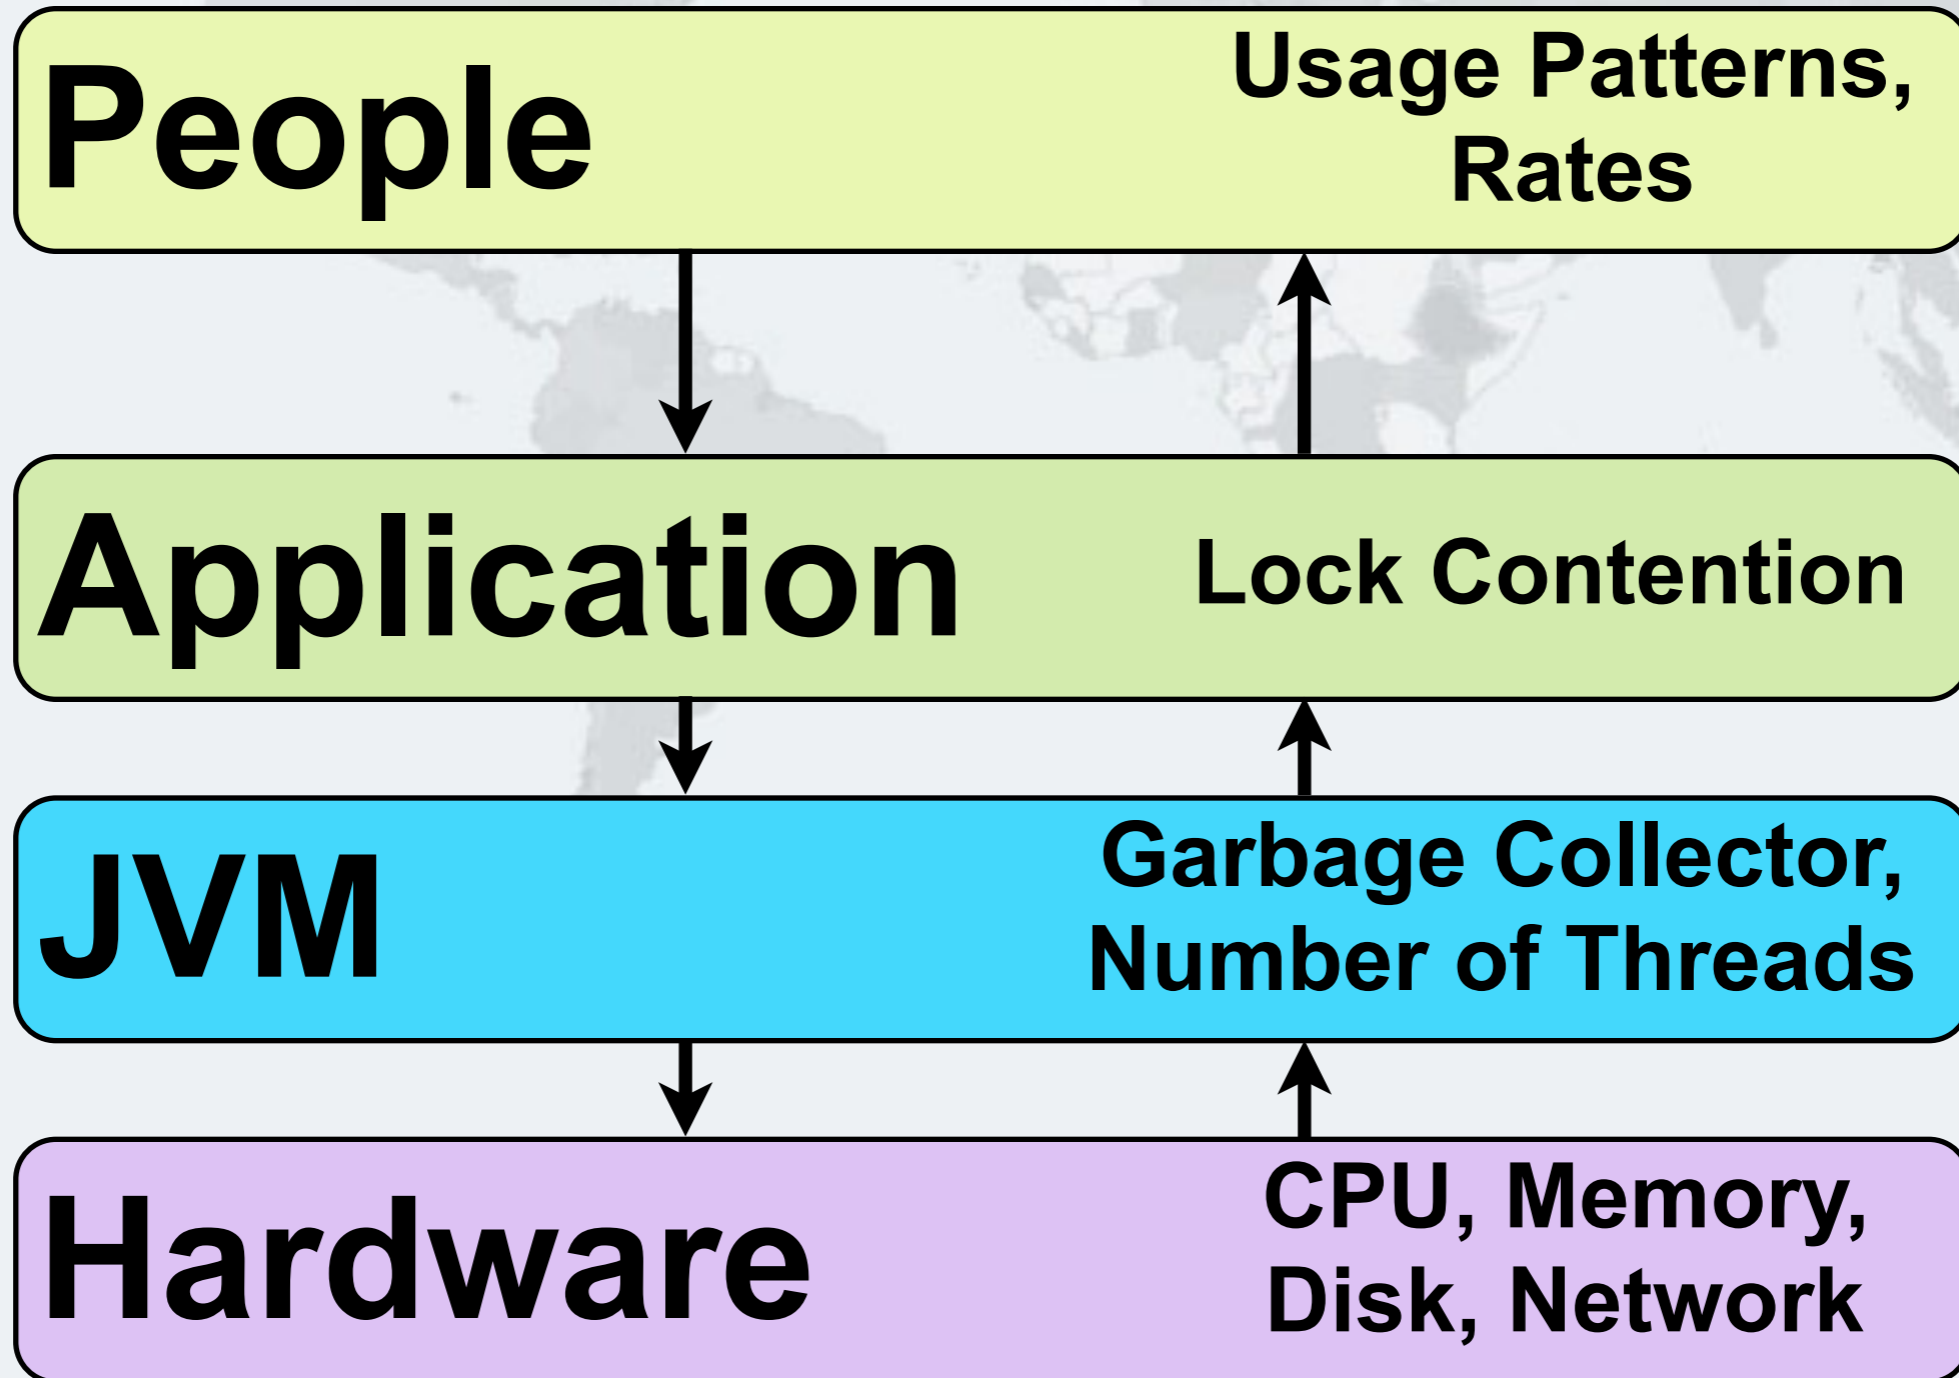 People
Usage Patterns,
Rates
Application
Lock Contention
JVM
Garbage Collector,
Number of Threads
Hardware
CPU, Memory,
Disk, Network